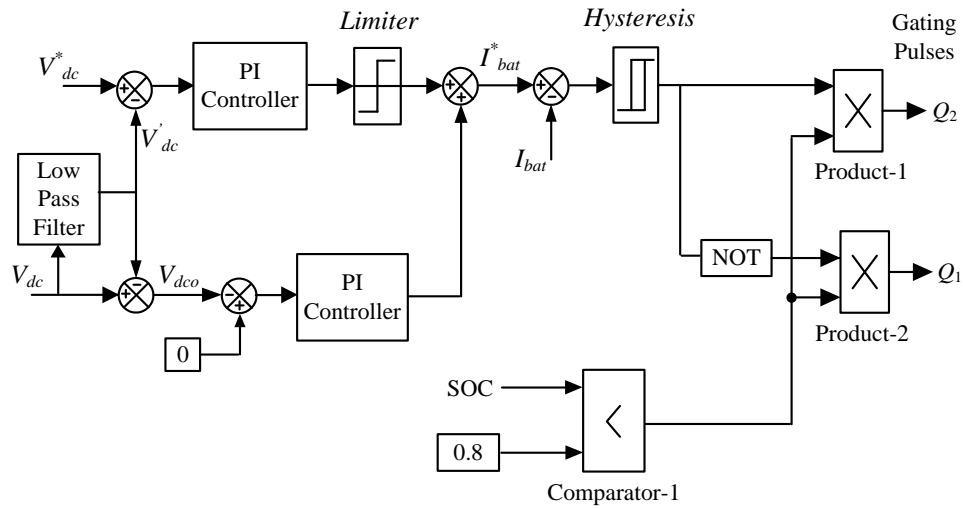 Limiter
Hysteresis
Gating
Pulses
V*dc
+
-
PI
Controller
I*bat
+
+
+
-
Q2
V'dc
Ibat
Product-1
Low
Pass
Filter
NOT
Q1
Vdc
+
-
Vdco
-
+
PI
Controller
Product-2
0
SOC
<
0.8
Comparator-1